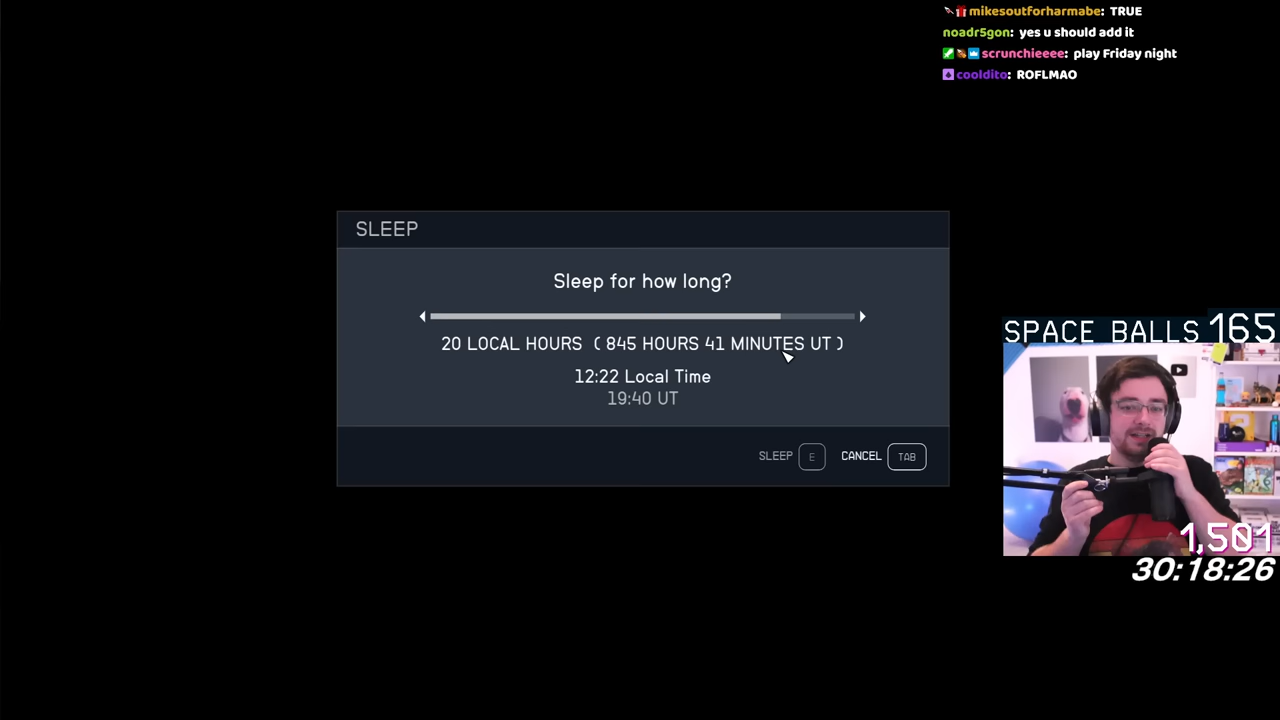 mikesoutforharmabe: TRUE
noadr5gon: yes u should add it
scrunchieeee: play Friday night
cooldito: ROFLMAO
SLEEP
Sleep for how long?
20 LOCAL HOURS ( 845 HOURS 41 MINUTES UT )
12:22 Local Time
19:40 UT
SLEEP E CANCEL TAB
SPACE BALLS 165
1,501
30:18:26